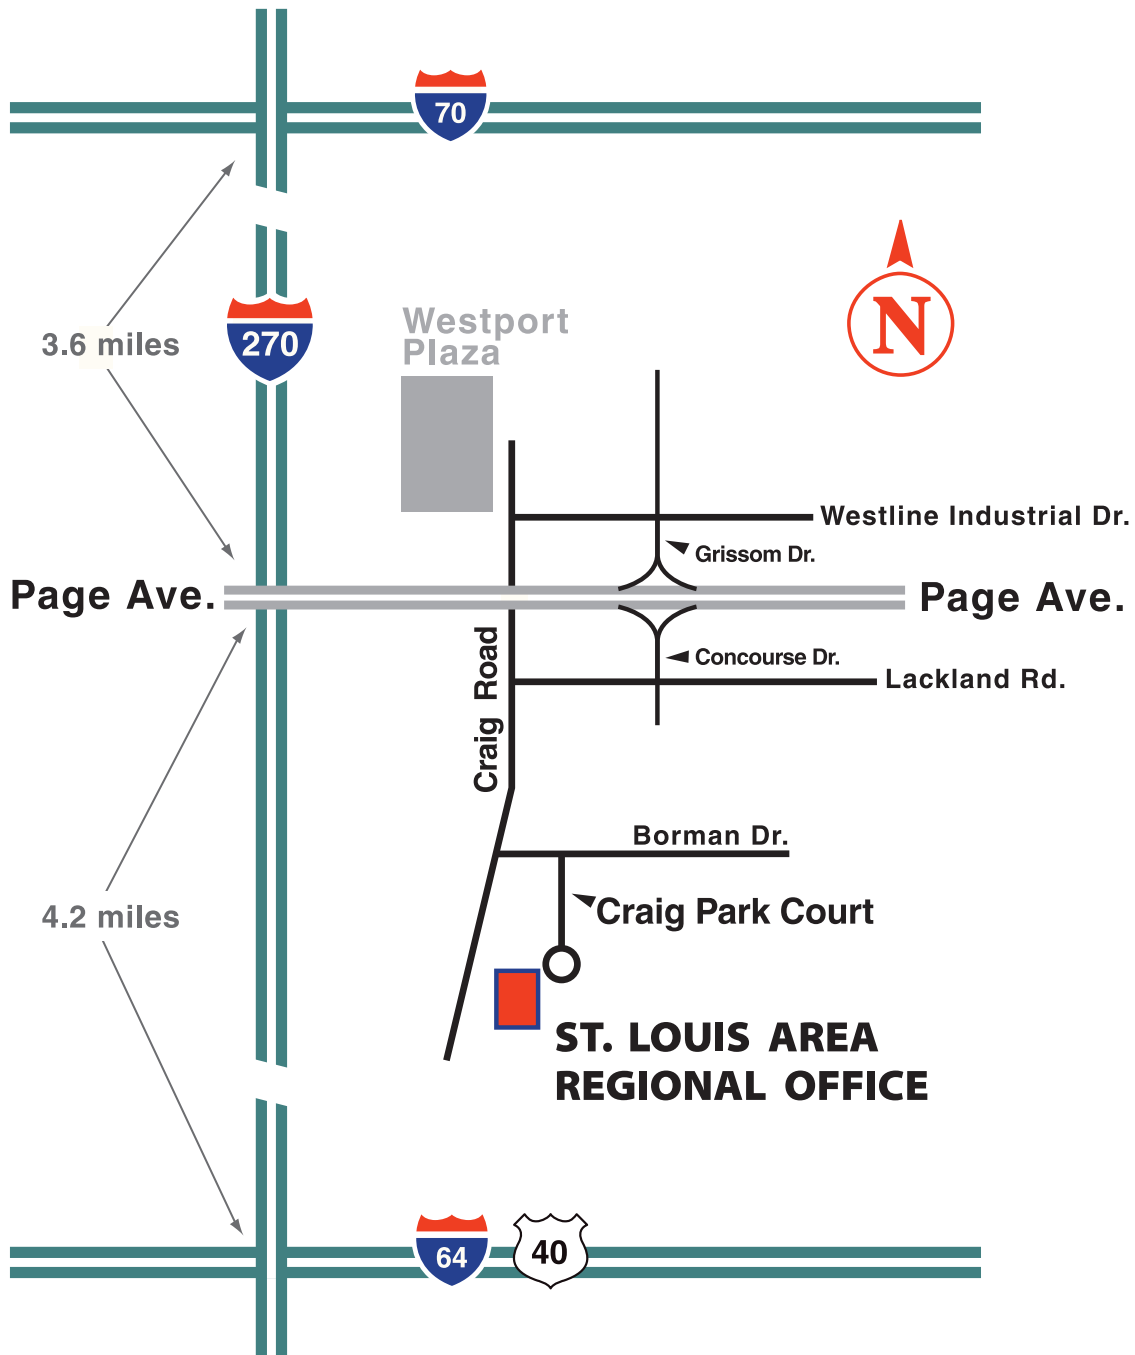 70
270
3.6 miles
Westport
Plaza
N
Westline Industrial Dr.
Grissom Dr.
Page Ave.
Page Ave.
Craig Road
Concourse Dr.
Lackland Rd.
Borman Dr.
Craig Park Court
4.2 miles
ST. LOUIS AREA
REGIONAL OFFICE
64
40